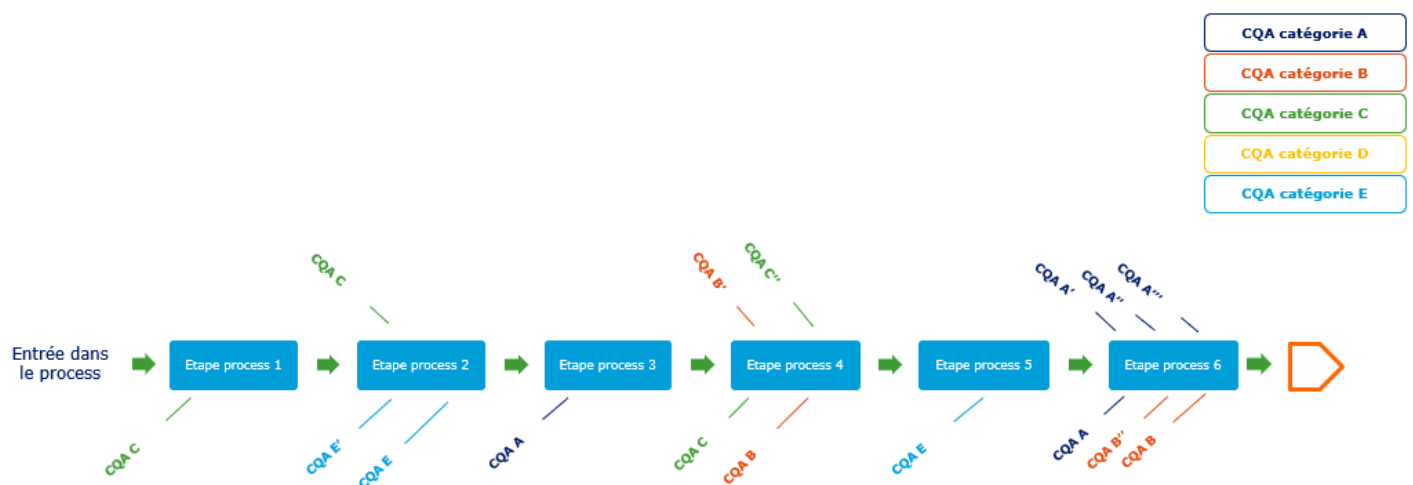 CQA catégorie A
CQA catégorie B
CQA catégorie C
CQA catégorie D
CQA catégorie E
CQA C
CQA B'
CQA C''
CQA A'
CQA A''
CQA A'''
Entrée dans
le process
Etape process 1
Etape process 2
Etape process 3
Etape process 4
Etape process 5
Etape process 6
CQA C
CQA E'
CQA E
CQA A
CQA C
CQA B
CQA E
CQA A
CQA B''
CQA B